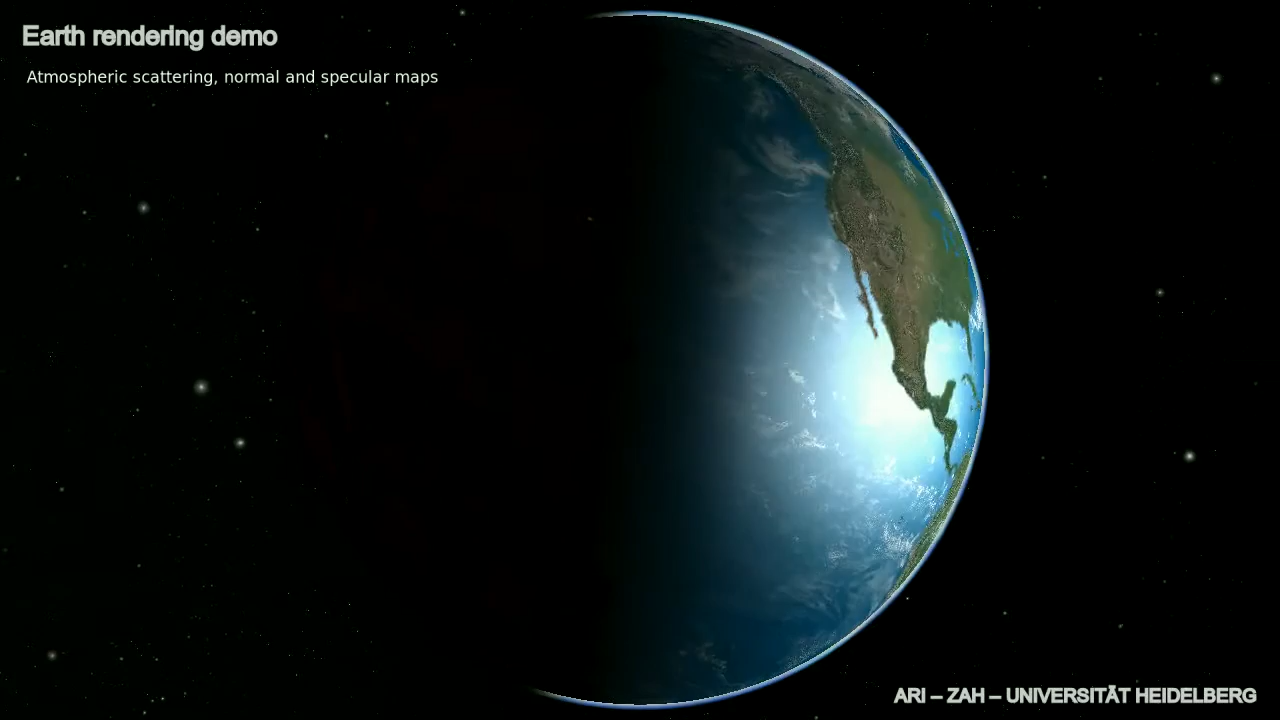 Earth rendering demo
Atmospheric scattering, normal and specular maps
ARI – ZAH – UNIVERSITÄT HEIDELBERG